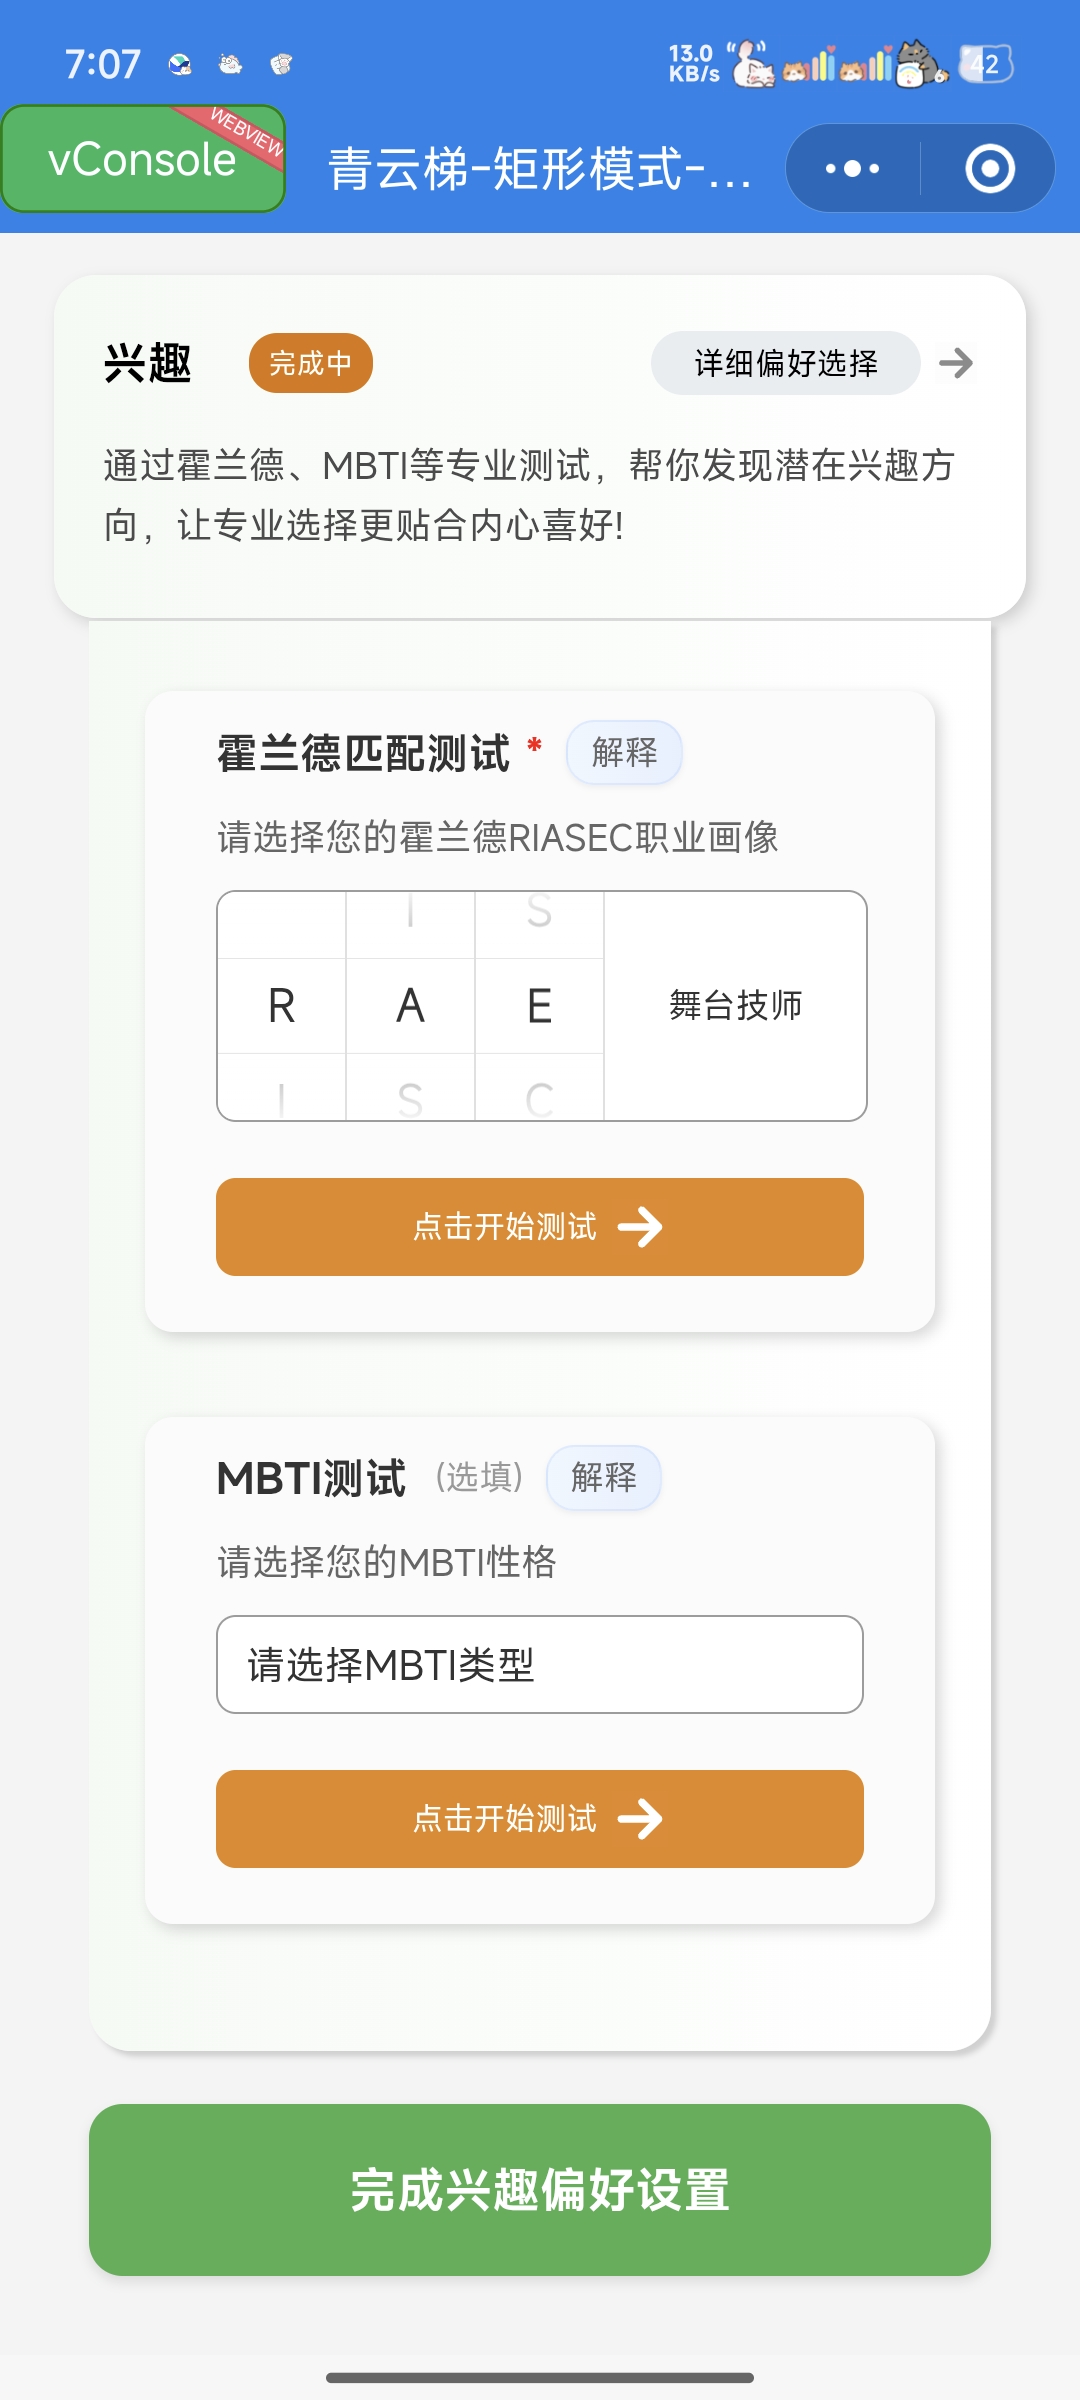 7:07
13.0
KB/s
42
vConsole
WEBVIEW
青云梯-矩形模式-...
兴趣
完成中
详细偏好选择
通过霍兰德、MBTI等专业测试，帮你发现潜在兴趣方
向，让专业选择更贴合内心喜好!
霍兰德匹配测试 *
解释
请选择您的霍兰德RIASEC职业画像
I S
R A E
舞台技师
I S C
点击开始测试
MBTI测试 (选填)
解释
请选择您的MBTI性格
请选择MBTI类型
点击开始测试
完成兴趣偏好设置